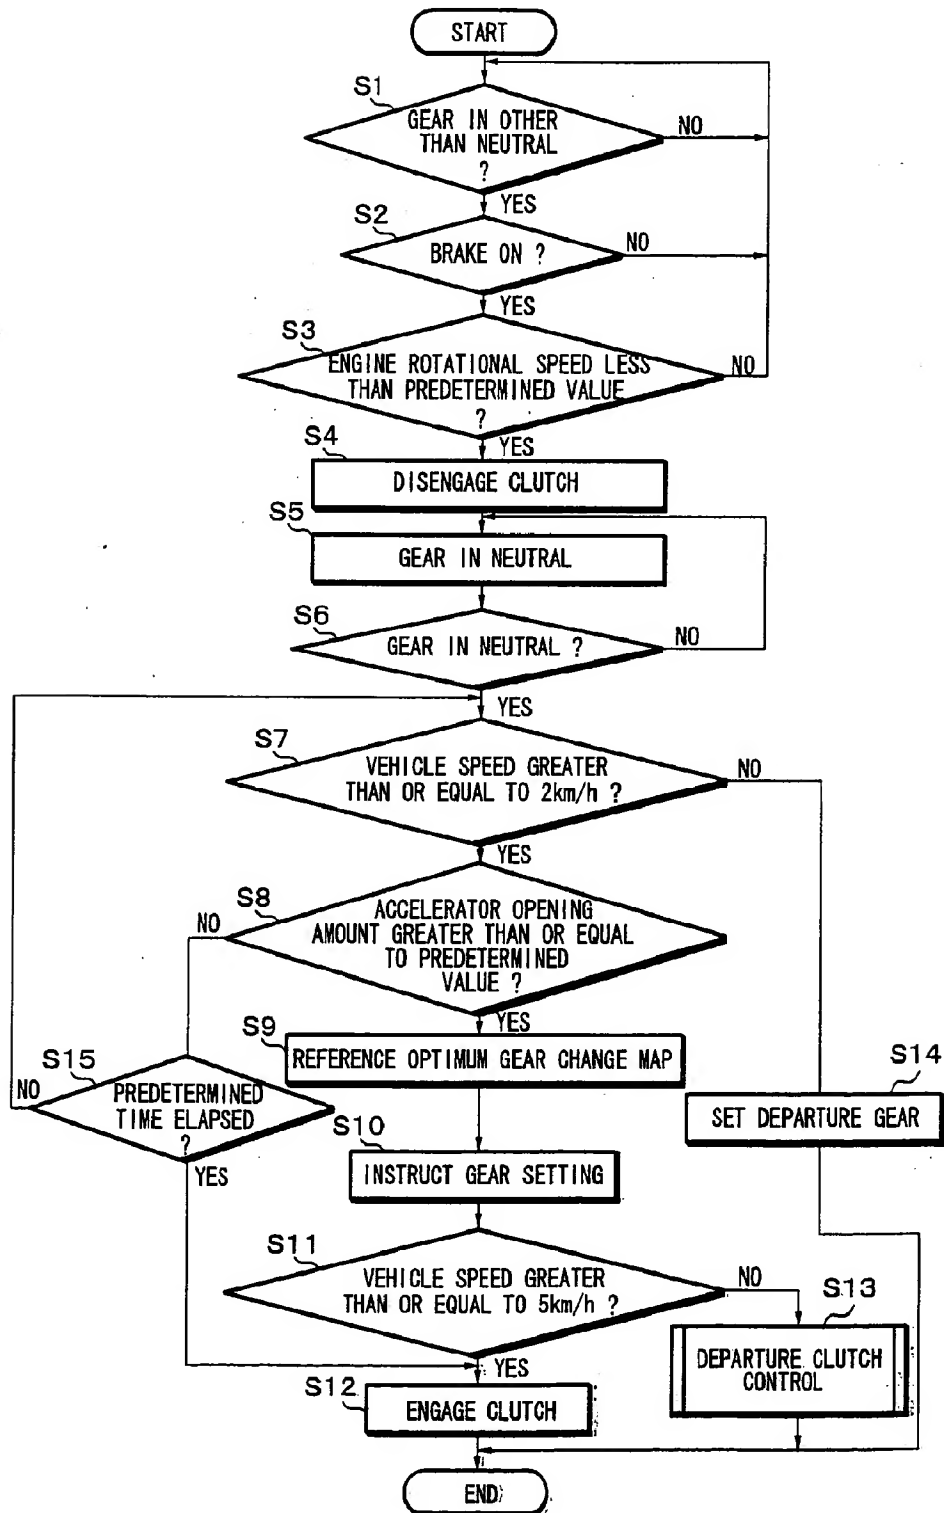 START
S1
GEAR IN OTHER
THAN NEUTRAL
?
NO
YES
S2
BRAKE ON ?
NO
YES
S3
ENGINE ROTATIONAL SPEED LESS
THAN PREDETERMINED VALUE
?
NO
YES
S4
DISENGAGE CLUTCH
S5
GEAR IN NEUTRAL
S6
GEAR IN NEUTRAL ?
NO
YES
S7
VEHICLE SPEED GREATER
THAN OR EQUAL TO 2km/h ?
NO
YES
S8
ACCELERATOR OPENING
AMOUNT GREATER THAN OR EQUAL
TO PREDETERMINED
VALUE ?
NO
YES
S9
REFERENCE OPTIMUM GEAR CHANGE MAP
S15
PREDETERMINED
TIME ELAPSED
?
NO
YES
S14
SET DEPARTURE GEAR
S10
INSTRUCT GEAR SETTING
S11
VEHICLE SPEED GREATER
THAN OR EQUAL TO 5km/h ?
NO
YES
S13
DEPARTURE CLUTCH
CONTROL
S12
ENGAGE CLUTCH
END